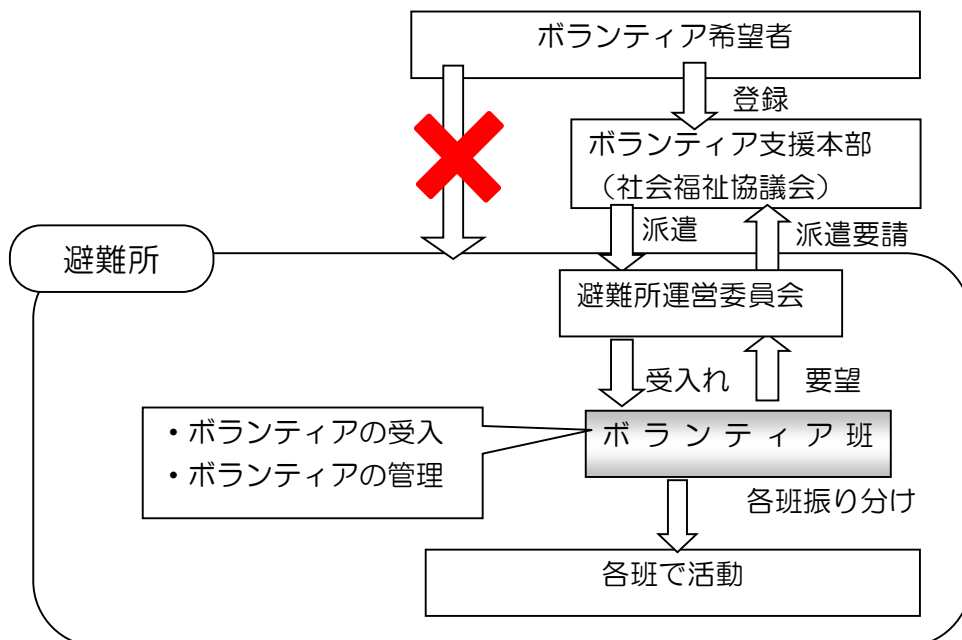 ボランティア希望者
登録
ボランティア支援本部
（社会福祉協議会）
派遣
派遣要請
避難所
避難所運営委員会
受入れ
要望
・ボランティアの受入
・ボランティアの管理
ボランティア班
各班振り分け
各班で活動